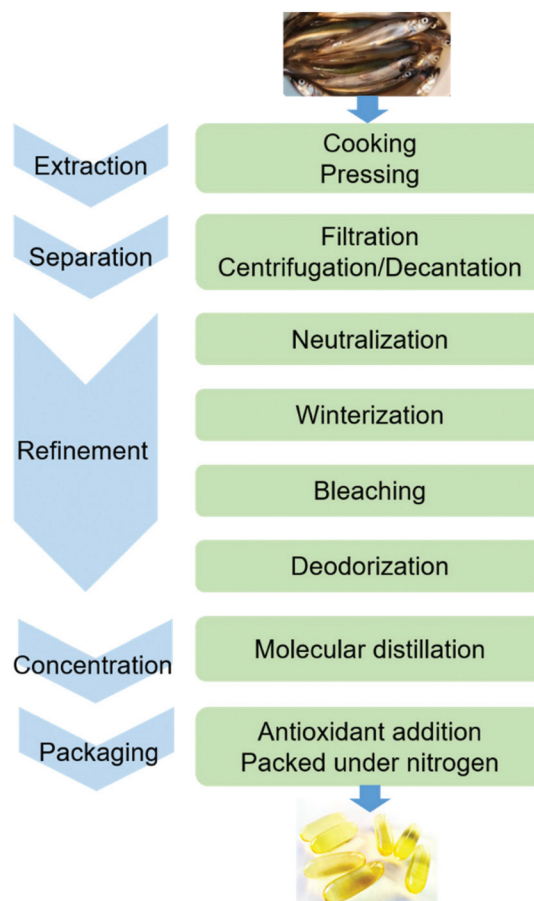 Extraction
Cooking
Pressing
Separation
Filtration
Centrifugation/Decantation
Refinement
Neutralization
Winterization
Bleaching
Deodorization
Concentration
Molecular distillation
Packaging
Antioxidant addition
Packed under nitrogen